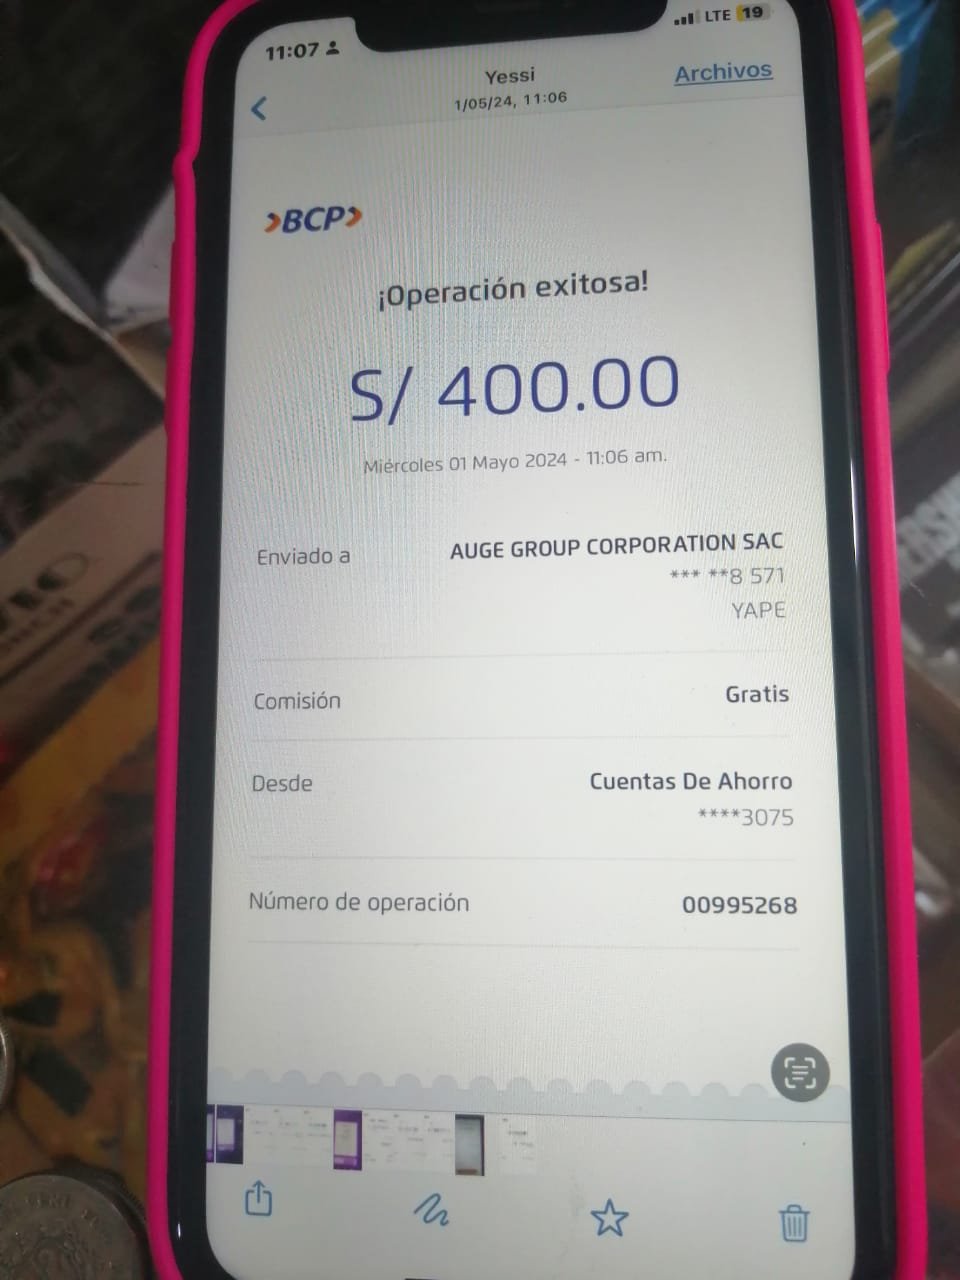 11:07
LTE 19
Yessi
Archivos
1/05/24, 11:06
BCP
¡Operación exitosa!
S/ 400.00
Miércoles 01 Mayo 2024 - 11:06 am.
Enviado a
AUGE GROUP CORPORATION SAC
*** **8 571
YAPE
Comisión
Gratis
Desde
Cuentas De Ahorro
****3075
Número de operación
00995268